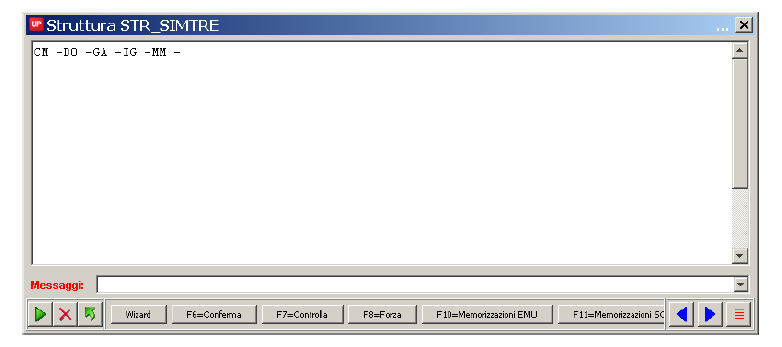 UP Struttura STR_SIMTRE ...
CM -DO -GA -IG -MM -
Messaggi:
Wizard F6=Conferma F7=Controlla F8=Forza F10=Memorizzazioni EMU F11=Memorizzazioni SC